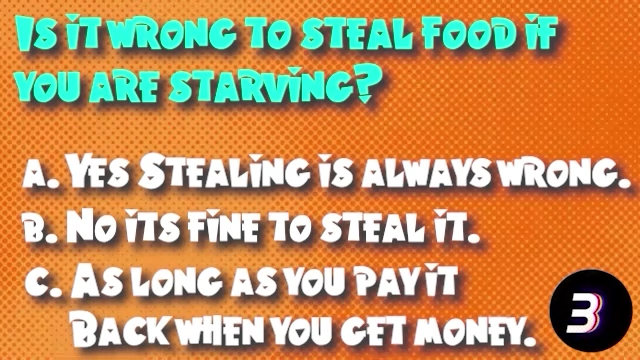 Is it wrong to steal food if
you are starving?
A. Yes Stealing is always wrong.
B. No its fine to steal it.
C. As long as you pay it
Back when you get money.
3